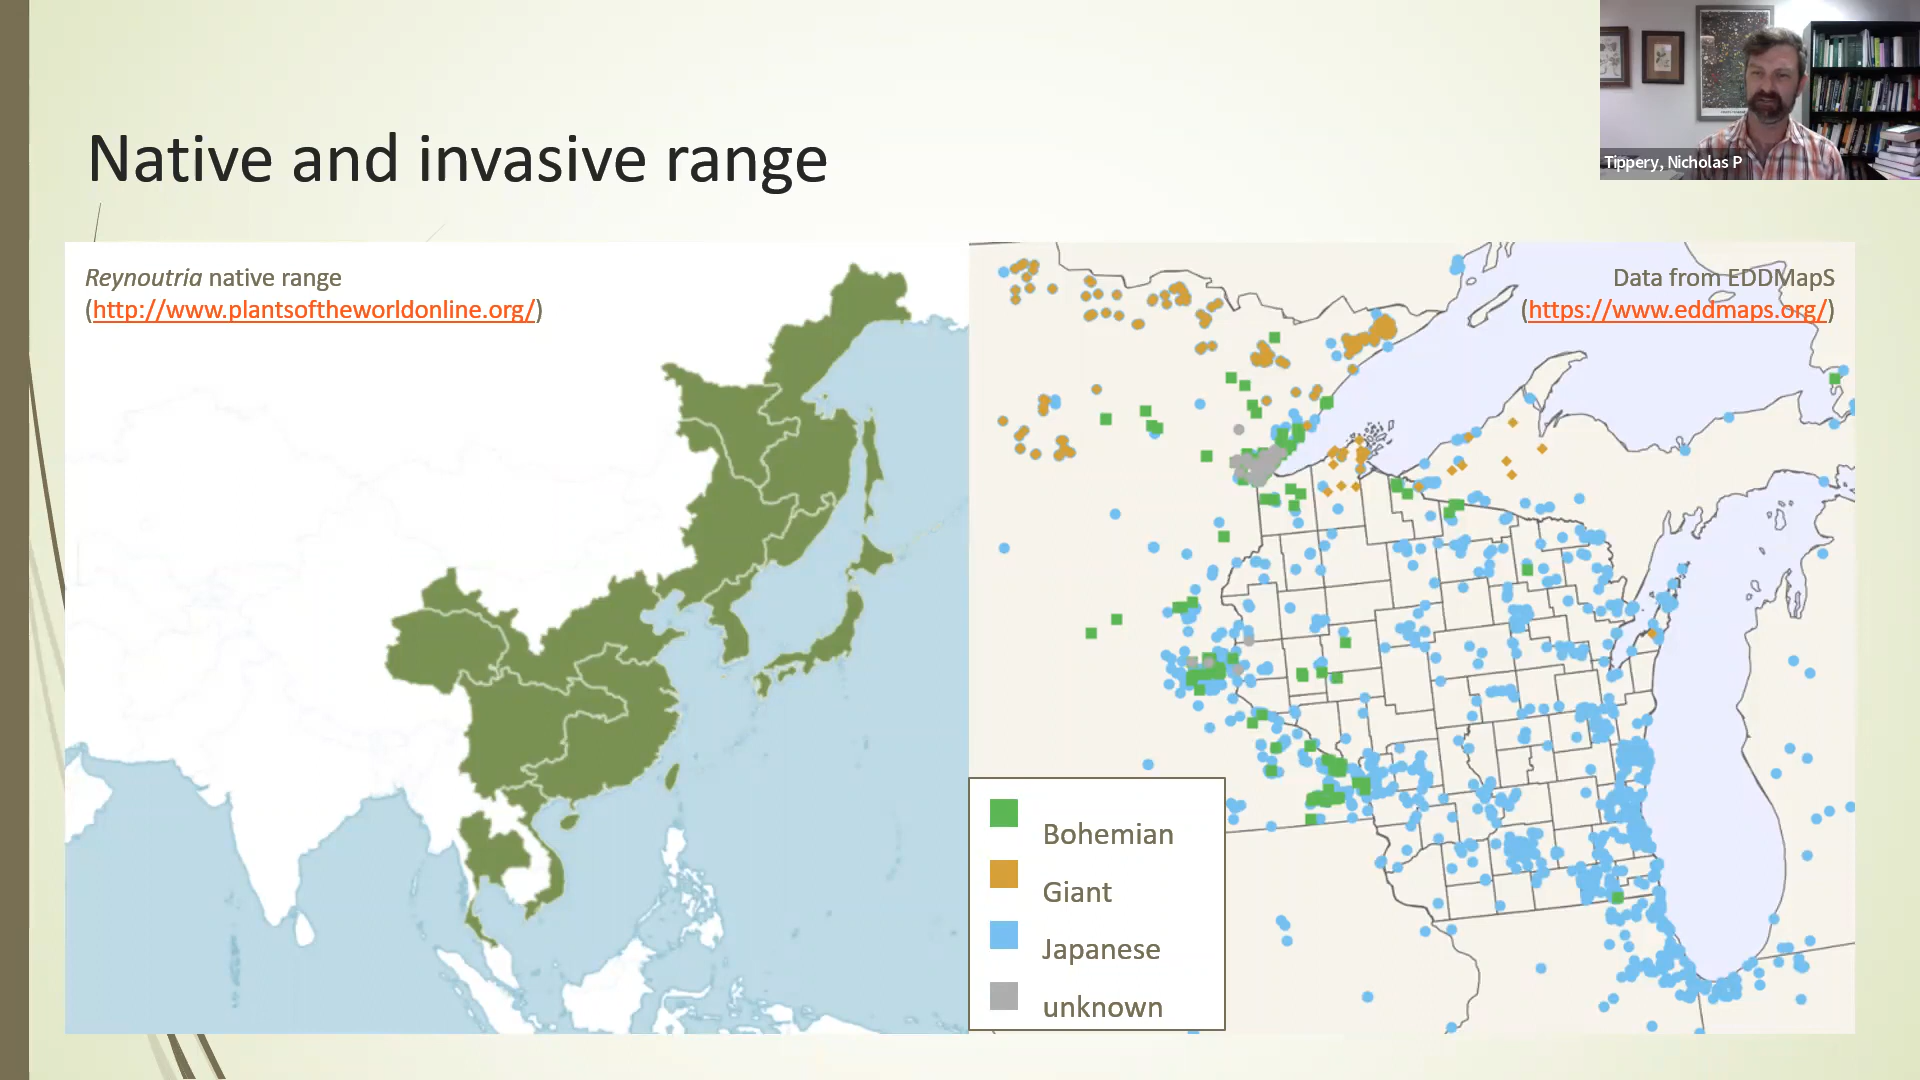 Native and invasive range
Tippery, Nicholas P
Reynoutria native range
(http://www.plantsoftheworldonline.org/)
Data from EDDMapS
(https://www.eddmaps.org/)
Bohemian
Giant
Japanese
unknown